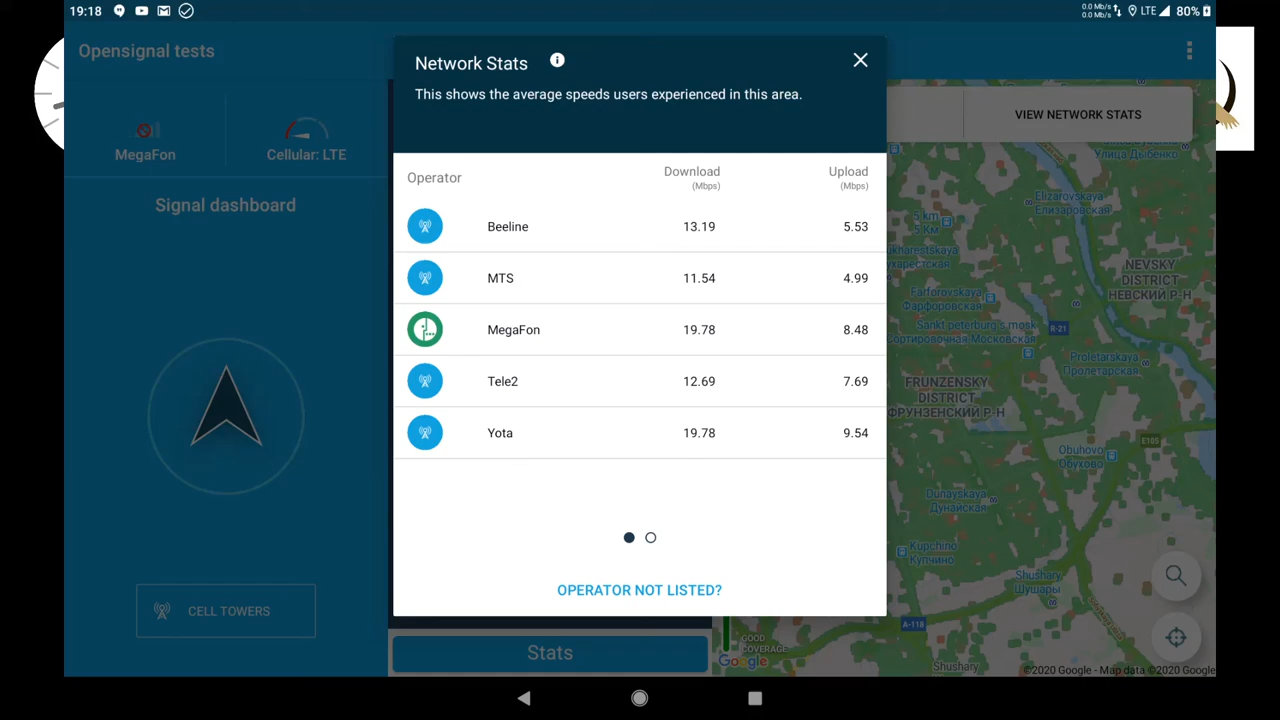 19:18
0.0 Mb/s
0.0 Mb/s
LTE
80%
Opensignal tests
MegaFon
Cellular: LTE
Signal dashboard
CELL TOWERS
Network Stats
This shows the average speeds users experienced in this area.
Operator
Download
(Mbps)
Upload
(Mbps)
Beeline 13.19 5.53
MTS 11.54 4.99
MegaFon 19.78 8.48
Tele2 12.69 7.69
Yota 19.78 9.54
OPERATOR NOT LISTED?
Stats
VIEW NETWORK STATS
Улица Дыбенко
Elizarovskaya
Елизаровская
5 km
5 Км
NEVSKY
DISTRICT
НЕВСКИЙ Р-Н
Farforovskaya
Фарфоровская
Sankt peterburg s mosk
ортировочная Московская
R-21
Proletarskaya
Пролетарская
FRUNZENSKY
DISTRICT
ФРУНЗЕНСКИЙ Р-Н
E105
Obuhovo
Обухово
Dunayskaya
Дунайская
Kupchino
Купчино
Shushary
Шушары
A-118
GOOD
COVERAGE
Google
Shushary
©2020 Google - Map data ©2020 Google